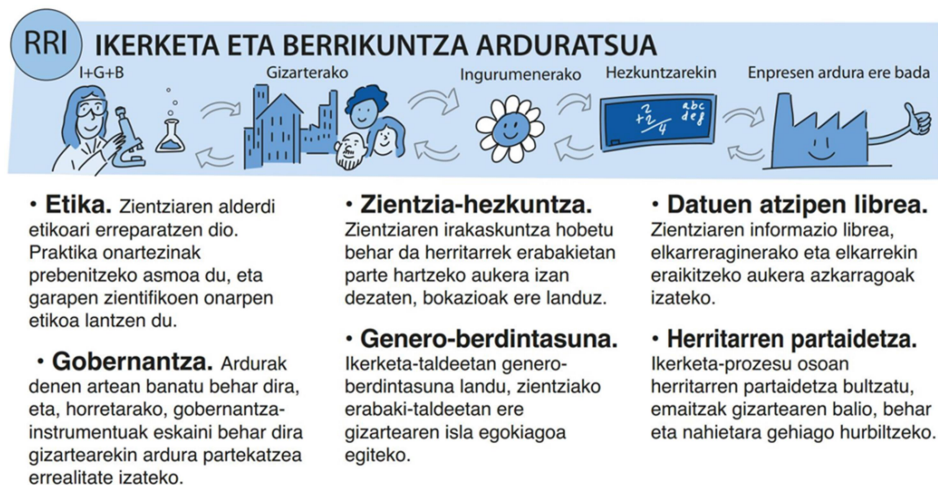 RRI
IKERKETA ETA BERRIKUNTZA ARDURATSUA
I+G+B
Gizarterako
Ingurumenerako
Hezkuntzarekin
Enpresen ardura ere bada
2
+2
4
abc
def
• Etika. Zientziaren alderdi
etikoari erreparatzen dio.
Praktika onartezinak
prebenitzeko asmoa du, eta
garapen zientifikoen onarpen
etikoa lantzen du.
• Gobernantza. Ardurak
denen artean banatu behar dira,
eta, horretarako, gobernantza-
instrumentuak eskaini behar dira
gizartearekin ardura partekatzea
errealitate izateko.
• Zientzia-hezkuntza.
Zientziaren irakaskuntza hobetu
behar da herritarrek erabakietan
parte hartzeko aukera izan
dezaten, bokazioak ere landuz.
• Genero-berdintasuna.
Ikerketa-taldeetan genero-
berdintasuna landu, zientziako
erabaki-taldeetan ere
gizartearen isla egokiagoa
egiteko.
• Datuen atzipen librea.
Zientziaren informazio librea,
elkarreraginerako eta elkarrekin
eraikitzeko aukera azkarragoak
izateko.
• Herritarren partaidetza.
Ikerketa-prozesu osoan
herritarren partaidetza bultzatu,
emaitzak gizartearen balio, behar
eta nahietara gehiago hurbiltzeko.